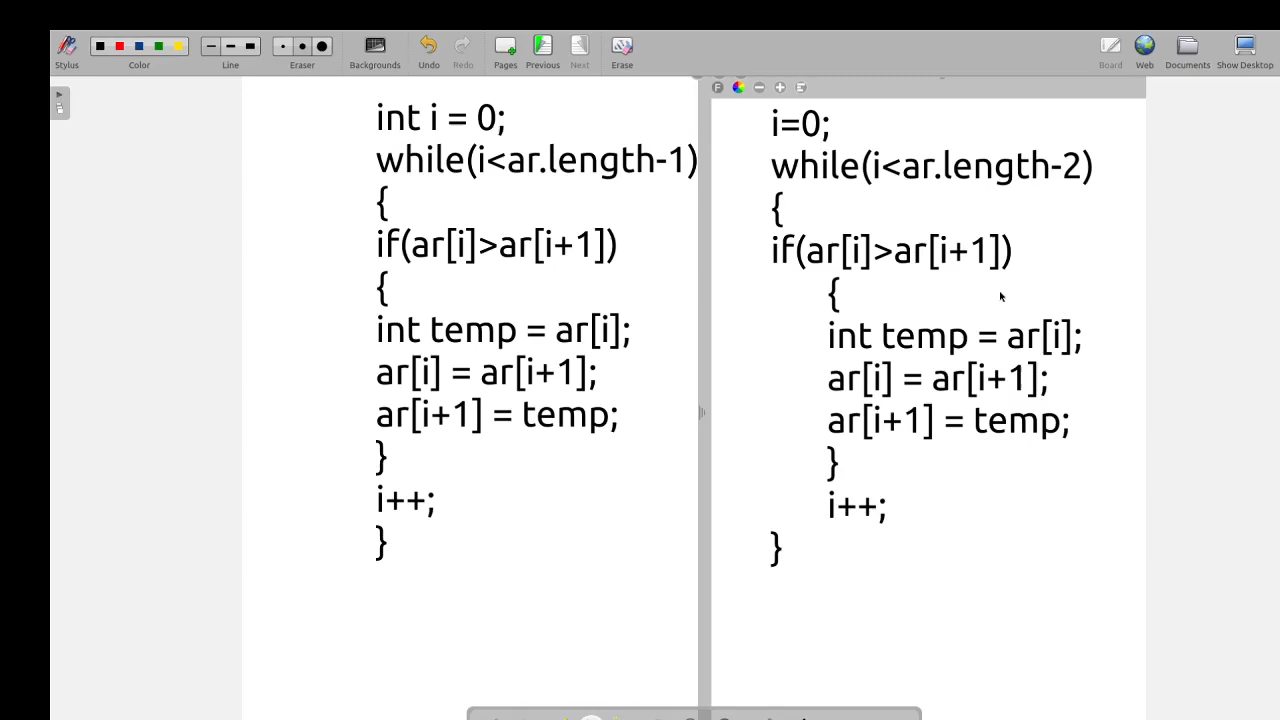 Stylus
Color
Line
Eraser
Backgrounds
Undo
Redo
Pages
Previous
Next
Erase
Board
Web
Documents
Show Desktop
int i = 0;
while(i<ar.length-1)
{
if(ar[i]>ar[i+1])
{
int temp = ar[i];
ar[i] = ar[i+1];
ar[i+1] = temp;
}
i++;
}
F
i=0;
while(i<ar.length-2)
{
if(ar[i]>ar[i+1])
{
int temp = ar[i];
ar[i] = ar[i+1];
ar[i+1] = temp;
}
i++;
}